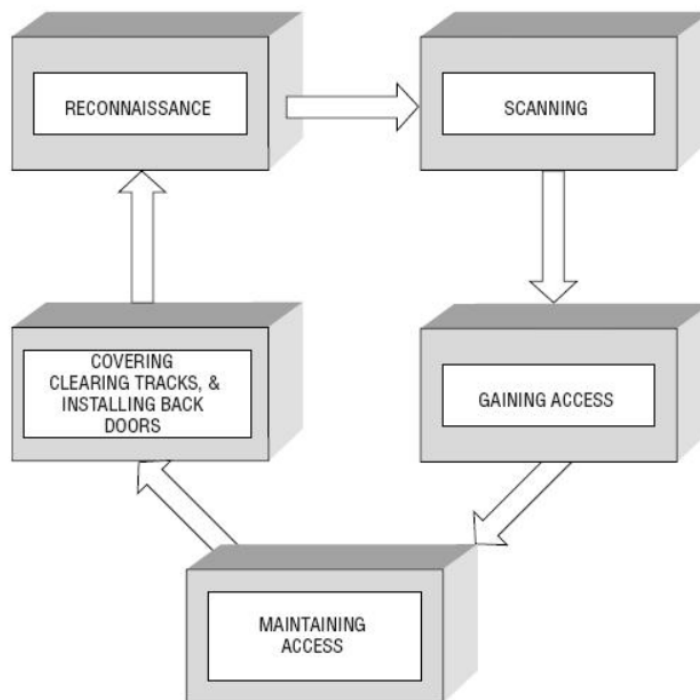 RECONNAISSANCE
SCANNING
COVERING
CLEARING TRACKS, &
INSTALLING BACK
DOORS
GAINING ACCESS
MAINTAINING
ACCESS